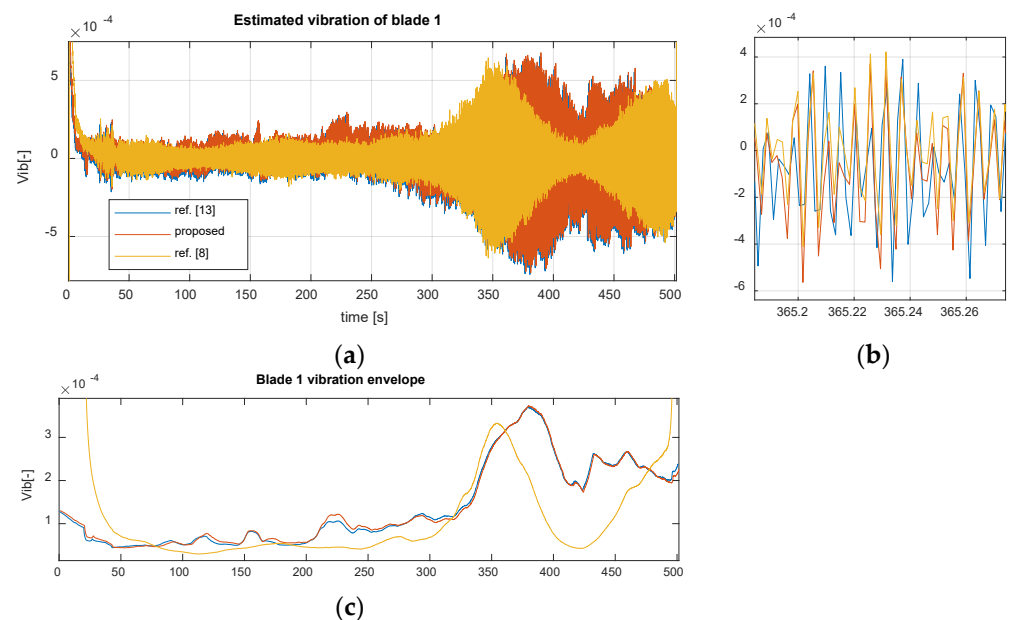 Estimated vibration of blade 1
× 10 -4
5
0
-5
Vib[-]
ref. [13]
proposed
ref. [8]
0 50 100 150 200 250 300 350 400 450 500
time [s]
(a)
× 10 -4
4
2
0
-2
-4
-6
365.2 365.22 365.24 365.26
(b)
Blade 1 vibration envelope
× 10 -4
3
2
1
Vib[-]
0 50 100 150 200 250 300 350 400 450 500
(c)